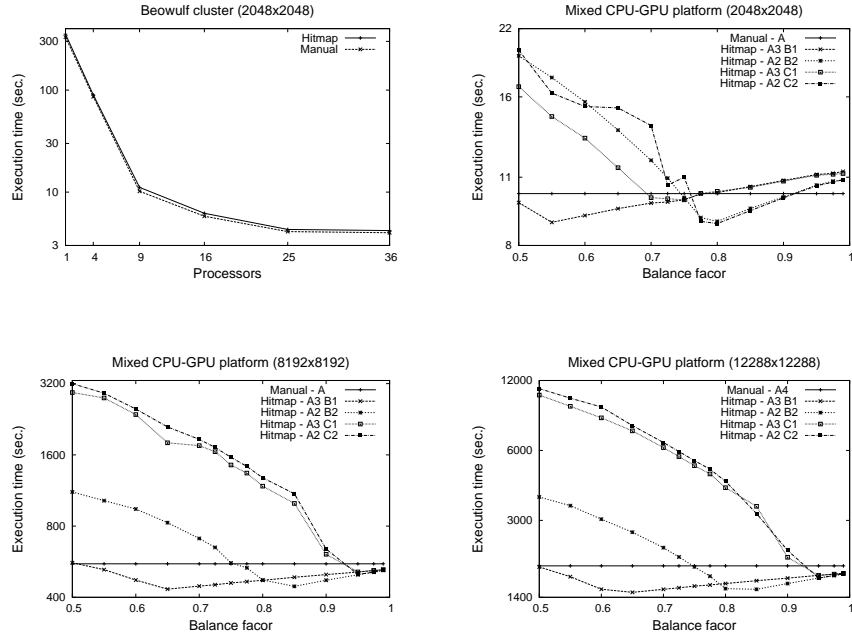 Beowulf cluster (2048x2048)
Execution time (sec.)
300
100
30
10
3
1 4 9 16 25 36
Processors
Hitmap
Manual
Mixed CPU-GPU platform (2048x2048)
Execution time (sec.)
22
16
11
8
0.5 0.6 0.7 0.8 0.9 1
Balance facor
Manual - A
Hitmap - A3 B1
Hitmap - A2 B2
Hitmap - A3 C1
Hitmap - A2 C2
Mixed CPU-GPU platform (8192x8192)
Execution time (sec.)
3200
1600
800
400
0.5 0.6 0.7 0.8 0.9 1
Balance facor
Manual - A
Hitmap - A3 B1
Hitmap - A2 B2
Hitmap - A3 C1
Hitmap - A2 C2
Mixed CPU-GPU platform (12288x12288)
Execution time (sec.)
12000
6000
3000
1400
0.5 0.6 0.7 0.8 0.9 1
Balance facor
Manual - A4
Hitmap - A3 B1
Hitmap - A2 B2
Hitmap - A3 C1
Hitmap - A2 C2